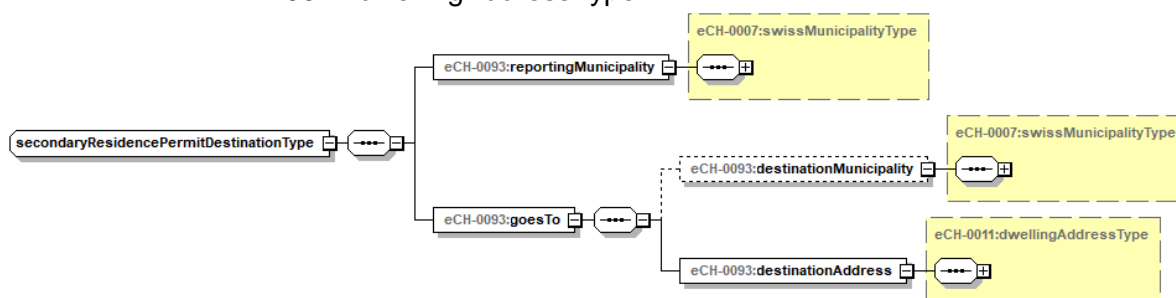 eCH-0007:swissMunicipalityType
eCH-0093:reportingMunicipality
secondaryResidencePermitDestinationType
eCH-0007:swissMunicipalityType
eCH-0093:destinationMunicipality
eCH-0093:goesTo
eCH-0011:dwellingAddressType
eCH-0093:destinationAddress